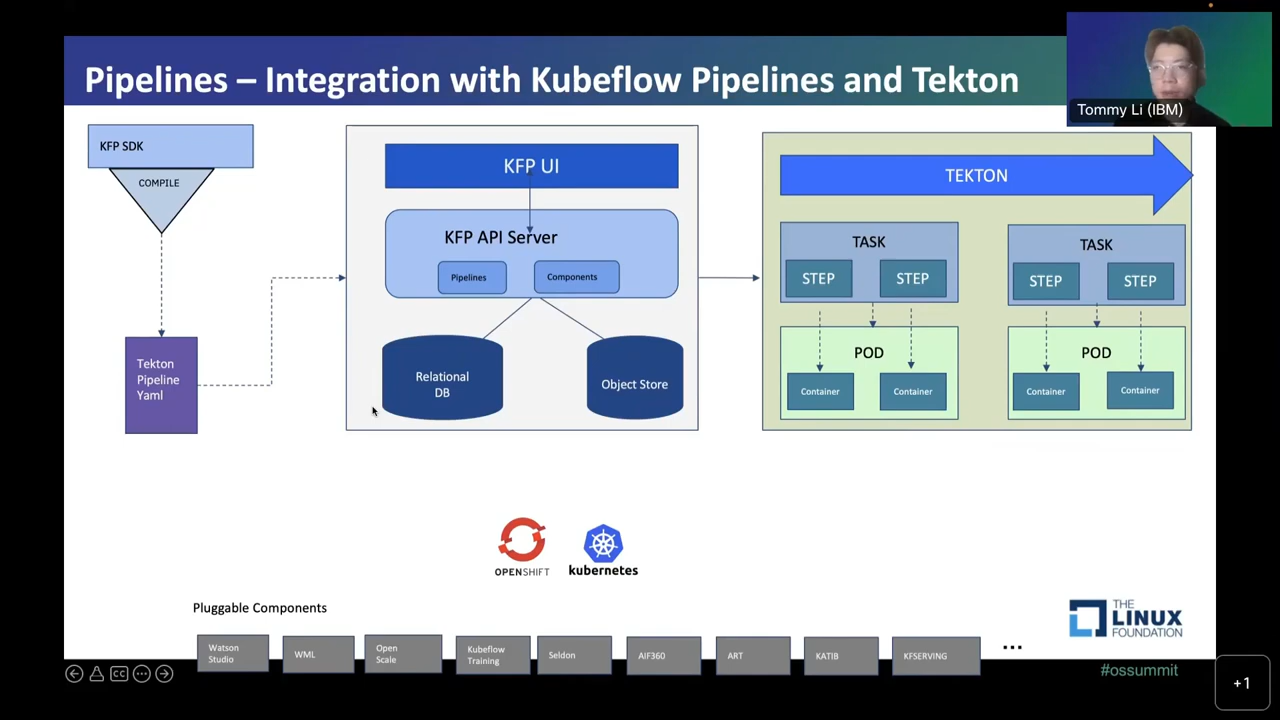 Pipelines – Integration with Kubeflow Pipelines and Tekton
Tommy Li (IBM)
KFP SDK
COMPILE
Tekton
Pipeline
Yaml
KFP UI
KFP API Server
Pipelines
Components
Relational
DB
Object Store
TEKTON
TASK
STEP
STEP
POD
Container
Container
TASK
STEP
STEP
POD
Container
Container
OPENSHIFT
kubernetes
Pluggable Components
Watson
Studio
WML
Open
Scale
Kubeflow
Training
Seldon
AIF360
ART
KATIB
KFSERVING
...
THE
LINUX
FOUNDATION
#ossummit
CC
+1